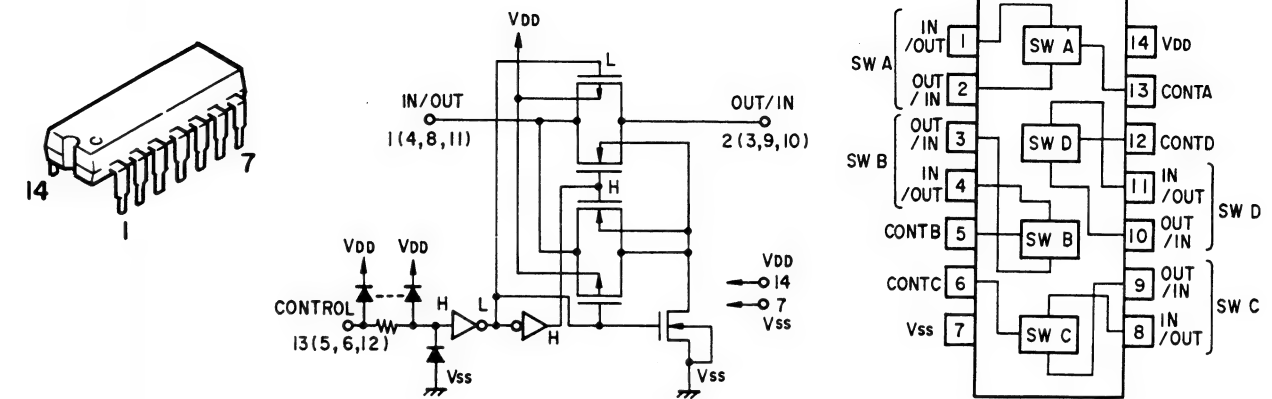 14
1
7
VDD
L
IN/OUT
1(4,8,11)
OUT/IN
2(3,9,10)
H
VDD
VDD
CONTROL
13(5,6,12)
H
L
H
VSS
VDD
14
7
VSS
VSS
SW A
IN
/OUT
1
OUT
/IN
2
SW B
OUT
/IN
3
IN
/OUT
4
CONTB
5
CONTC
6
VSS
7
SW A
SW D
SW B
SW C
14
VDD
13
CONTA
12
CONTD
11
IN
/OUT
10
OUT
/IN
SW D
9
OUT
/IN
8
IN
/OUT
SW C